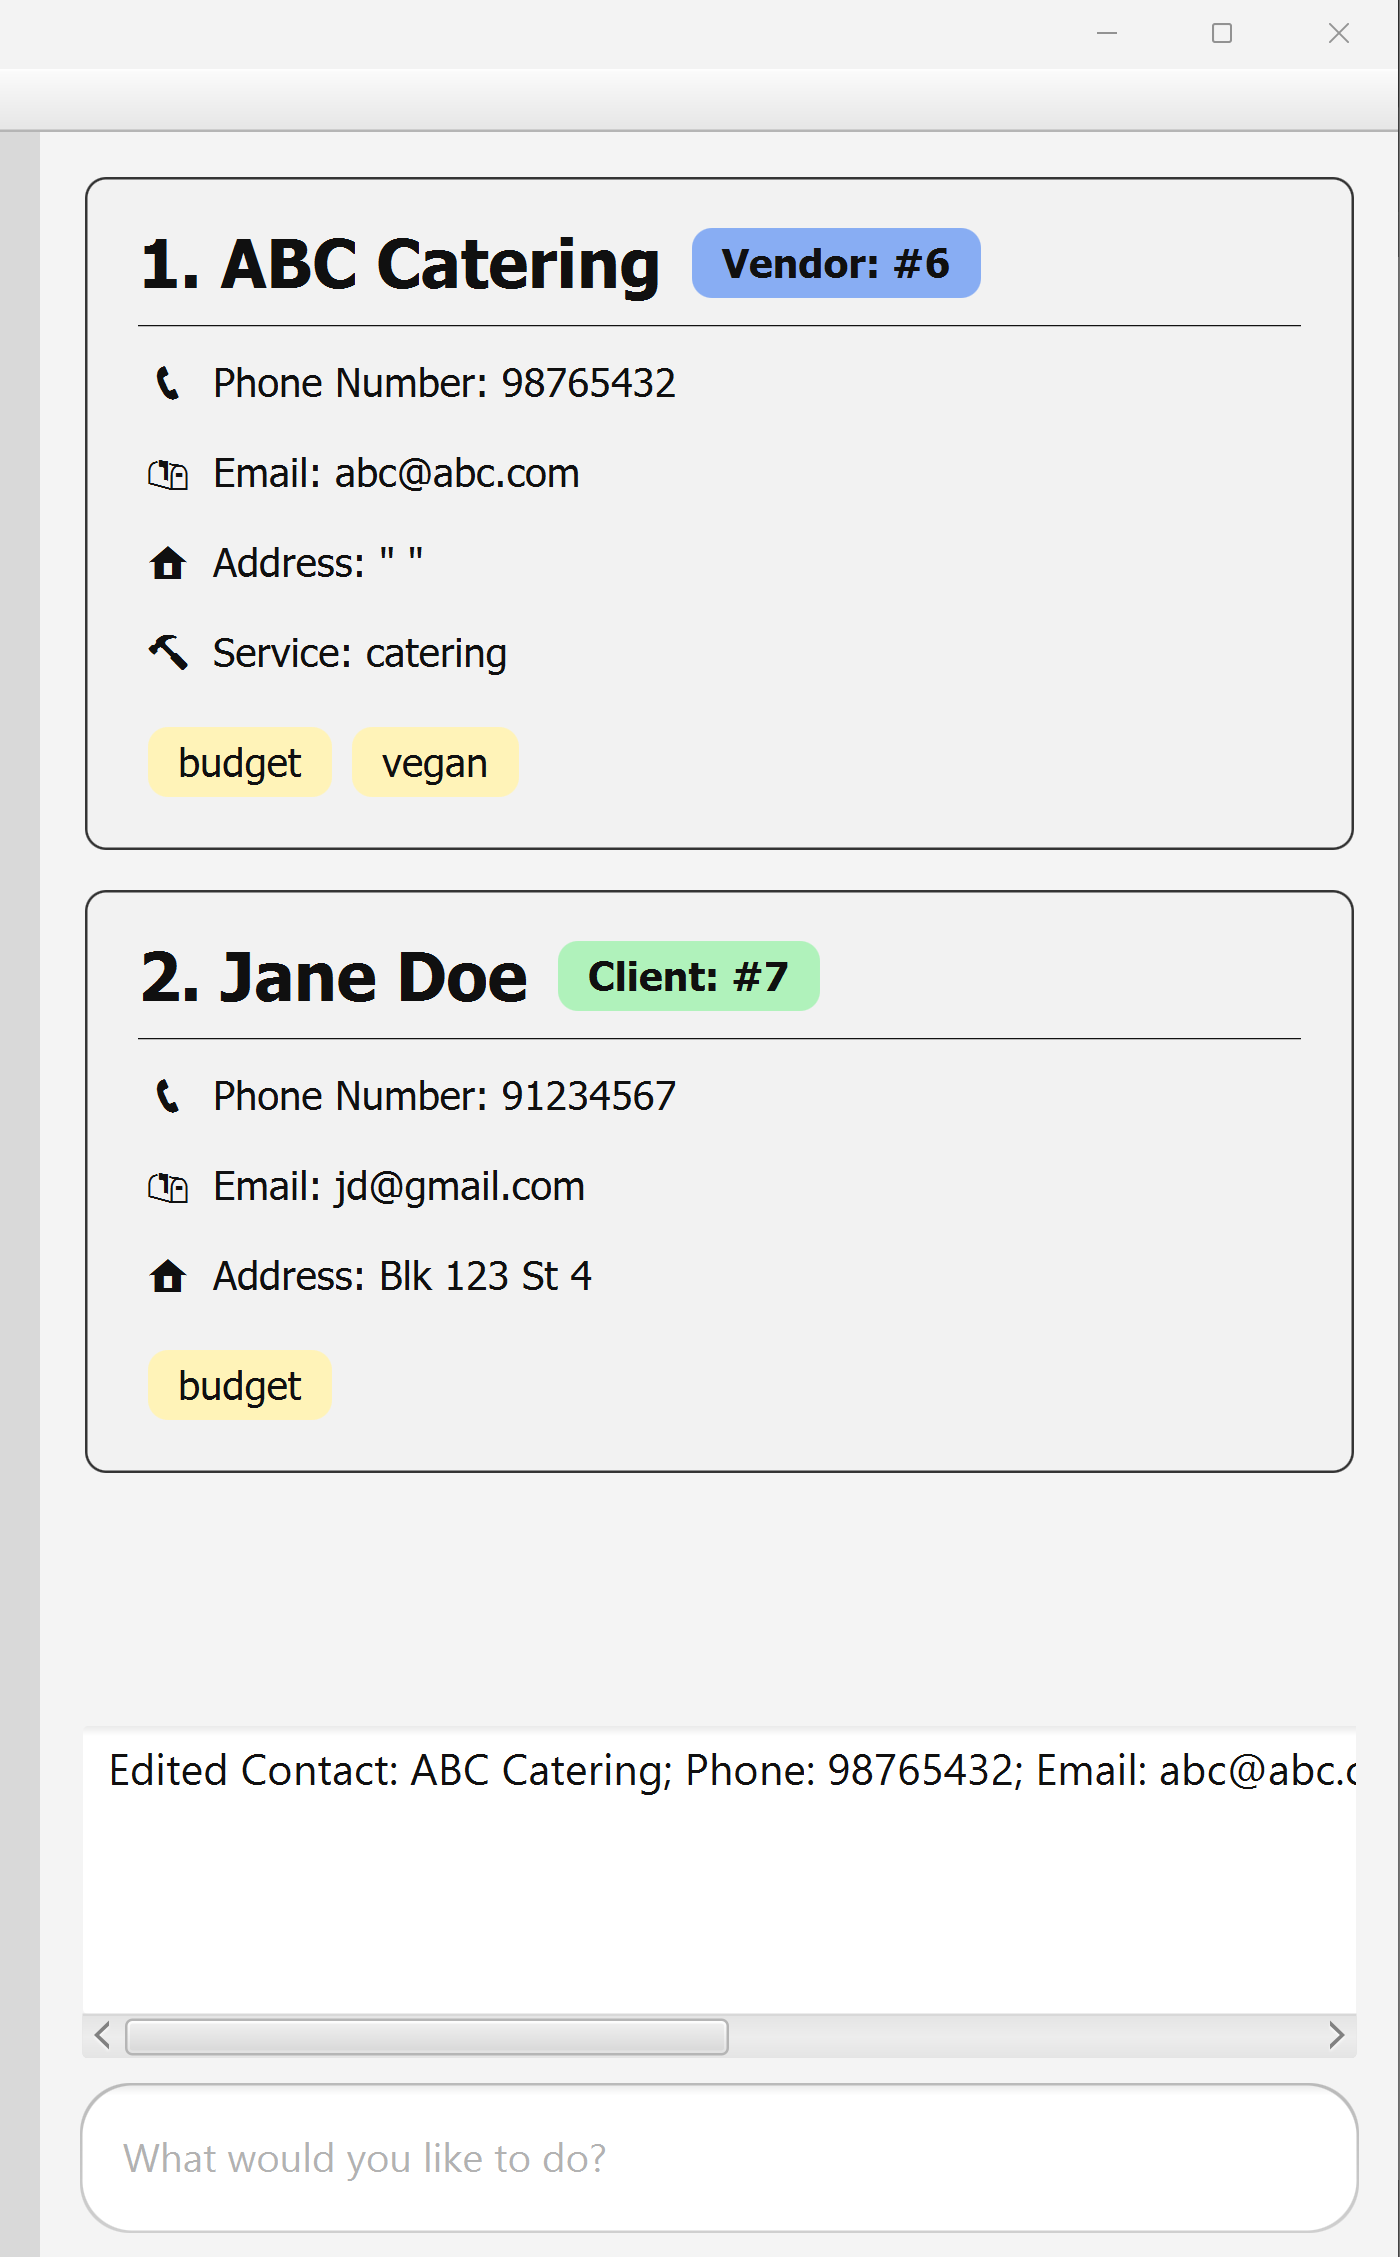 1. ABC Catering Vendor: #6
Phone Number: 98765432
Email: abc@abc.com
Address: " "
Service: catering
budget vegan
2. Jane Doe Client: #7
Phone Number: 91234567
Email: jd@gmail.com
Address: Blk 123 St 4
budget
Edited Contact: ABC Catering; Phone: 98765432; Email: abc@abc.c
What would you like to do?